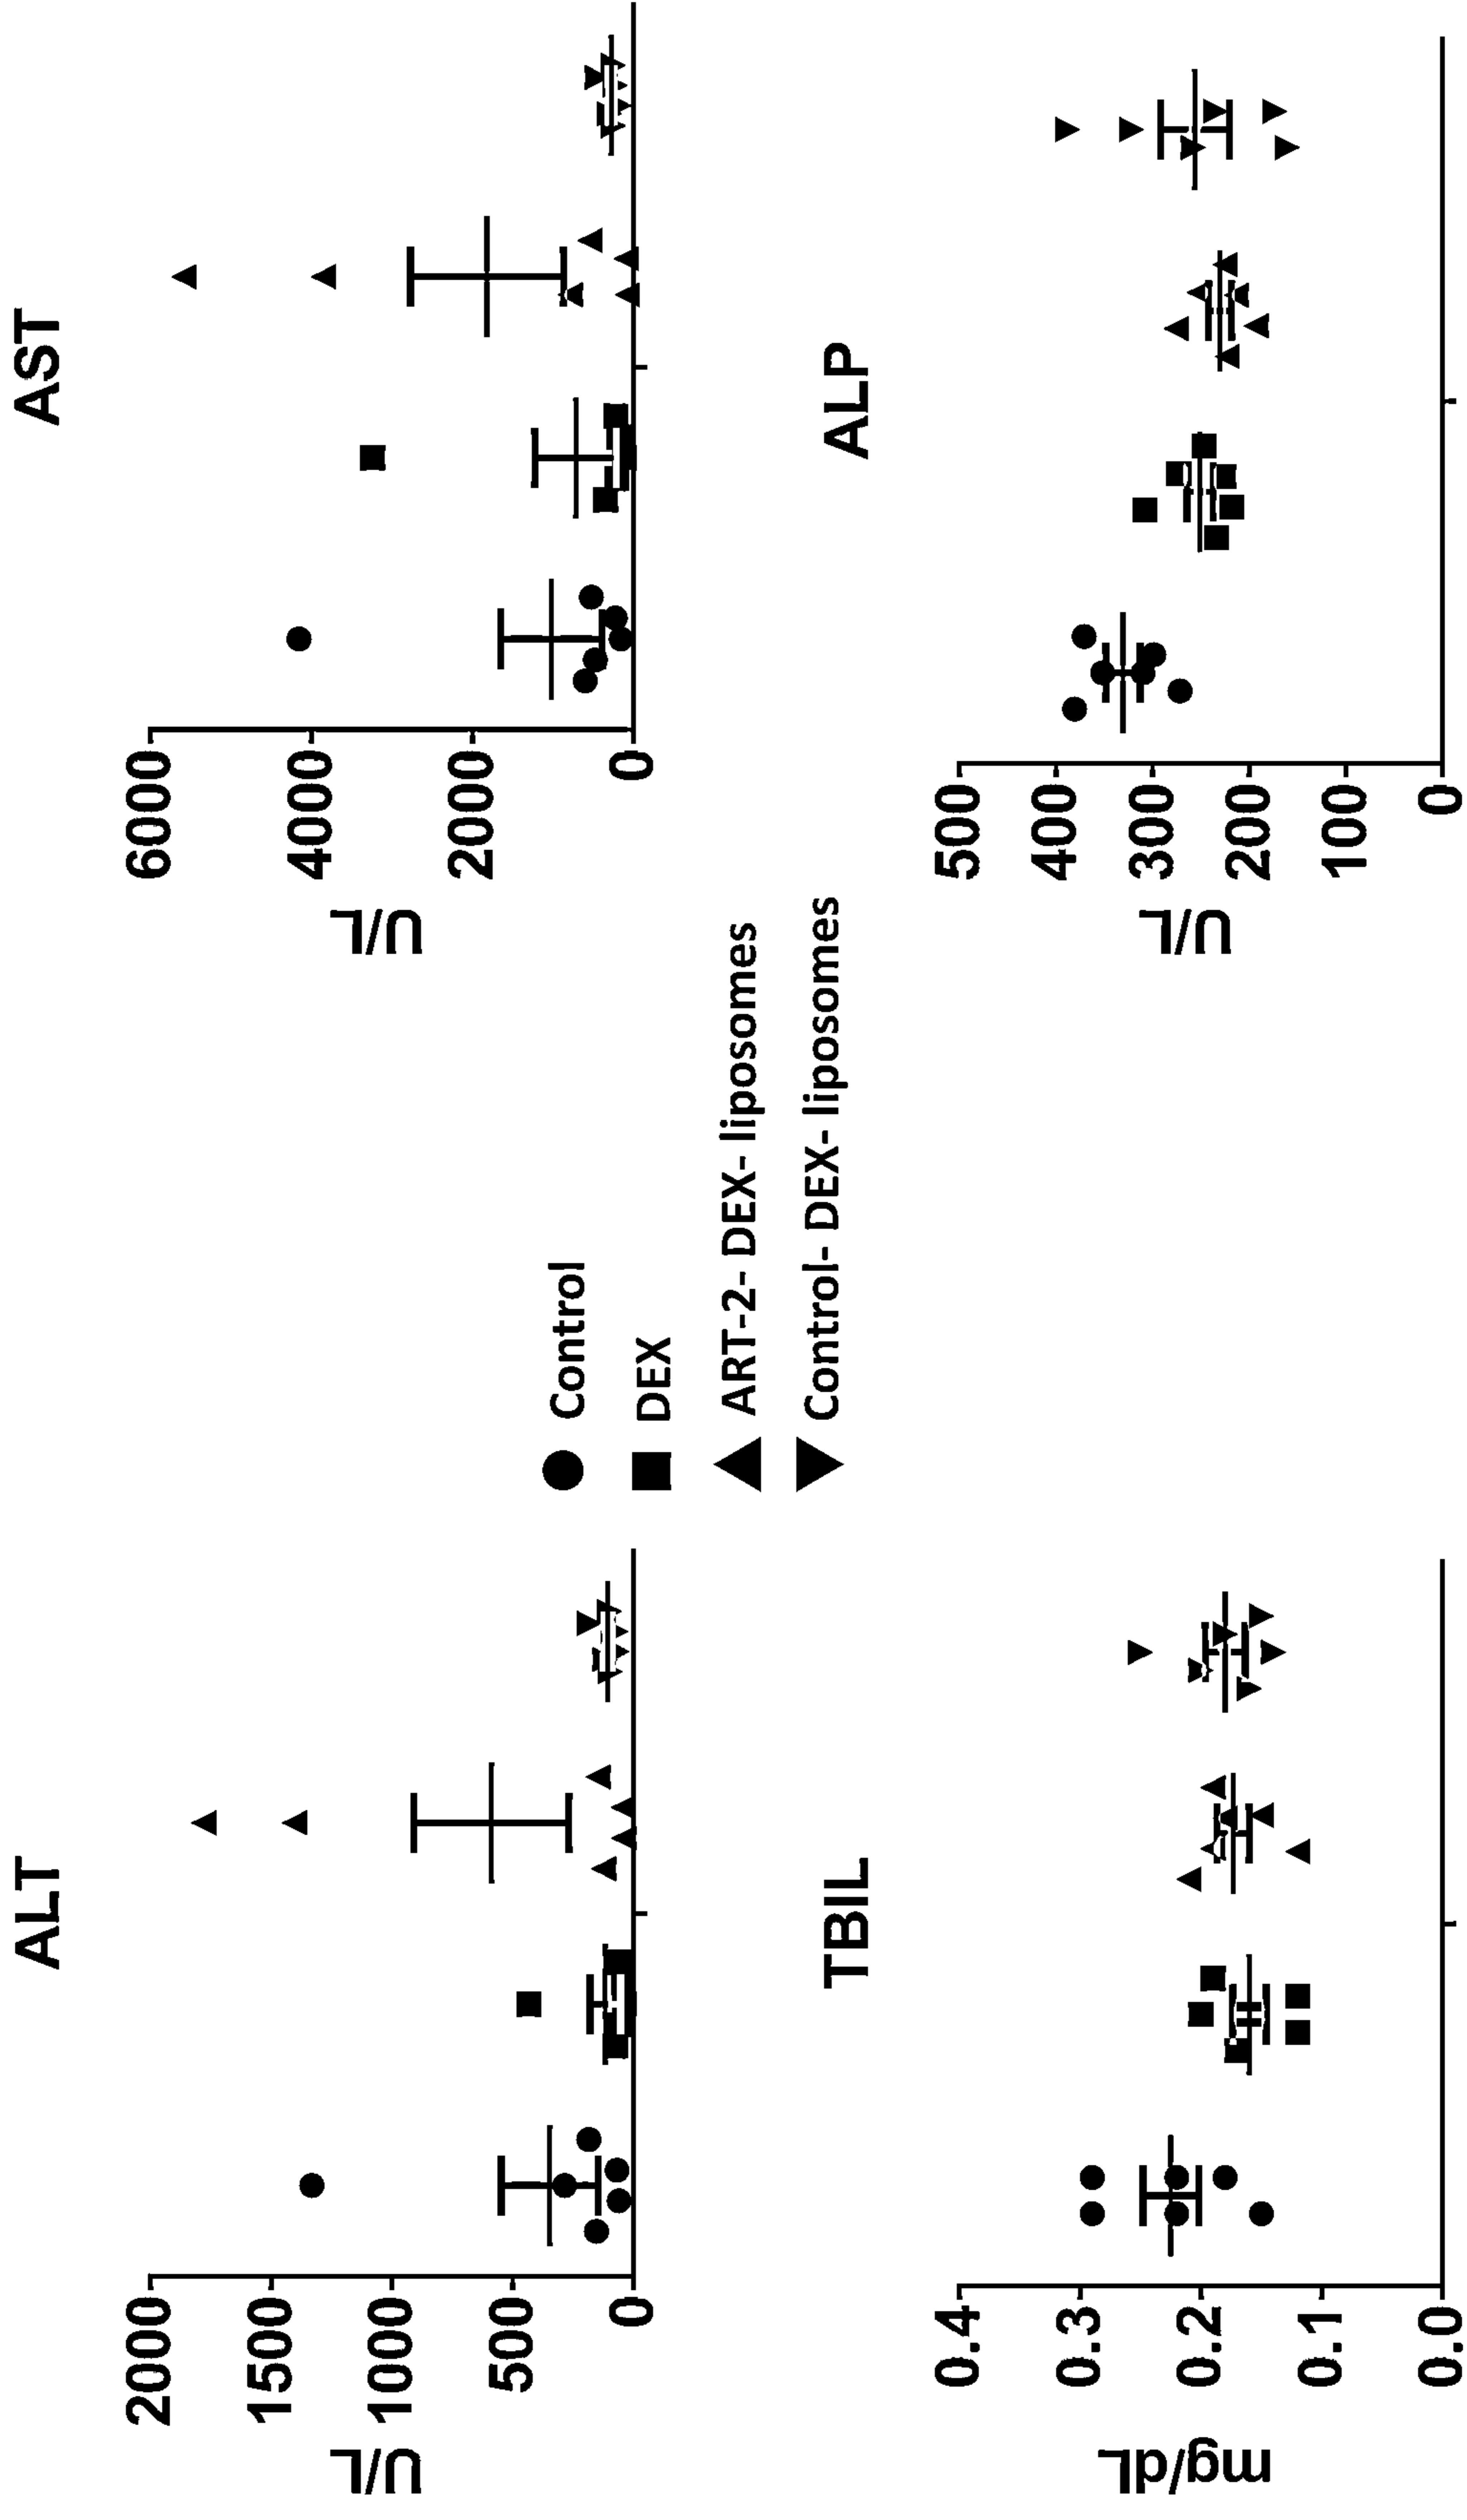 ALT
U/L
2000
1500
1000
500
0
AST
U/L
6000
4000
2000
0
Control
DEX
ART-2- DEX- liposomes
Control- DEX- liposomes
TBIL
mg/dL
0.4
0.3
0.2
0.1
0.0
ALP
U/L
500
400
300
200
100
0